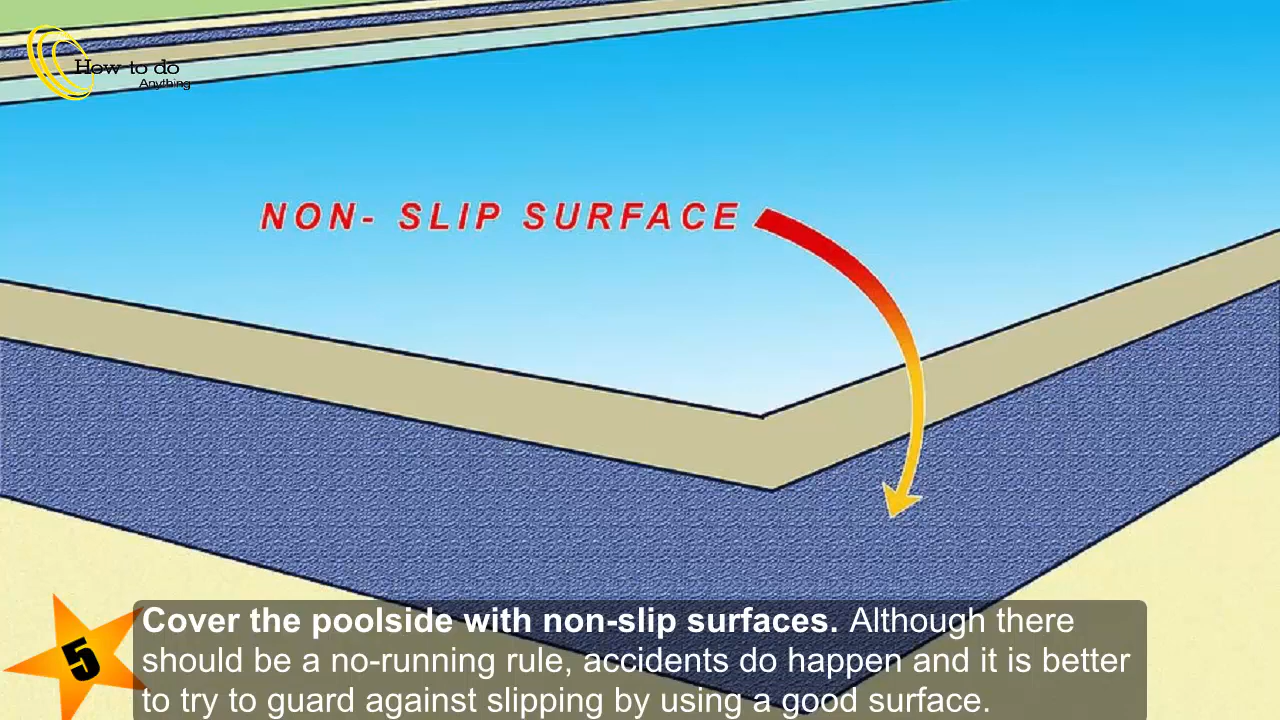 How to do
Anything
NON- SLIP SURFACE
5
Cover the poolside with non-slip surfaces. Although there
should be a no-running rule, accidents do happen and it is better
to try to guard against slipping by using a good surface.